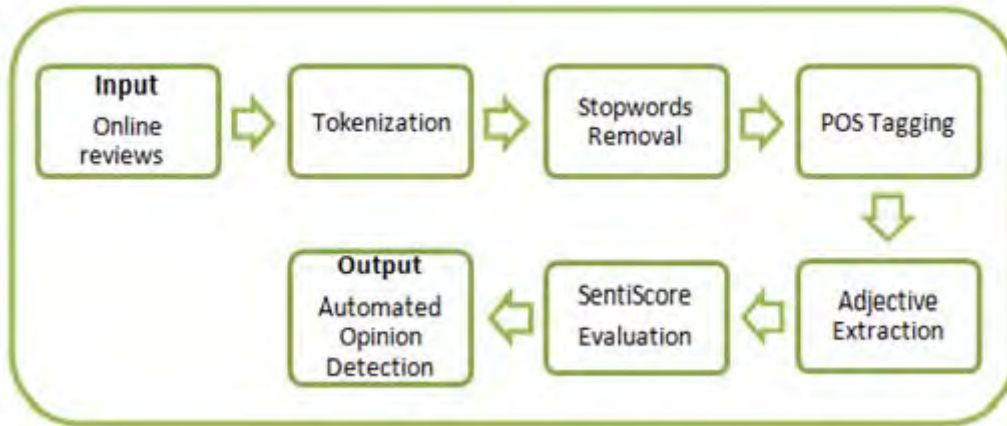 Input
Online
reviews
Tokenization
Stopwords
Removal
POS Tagging
Adjective
Extraction
SentiScore
Evaluation
Output
Automated
Opinion
Detection